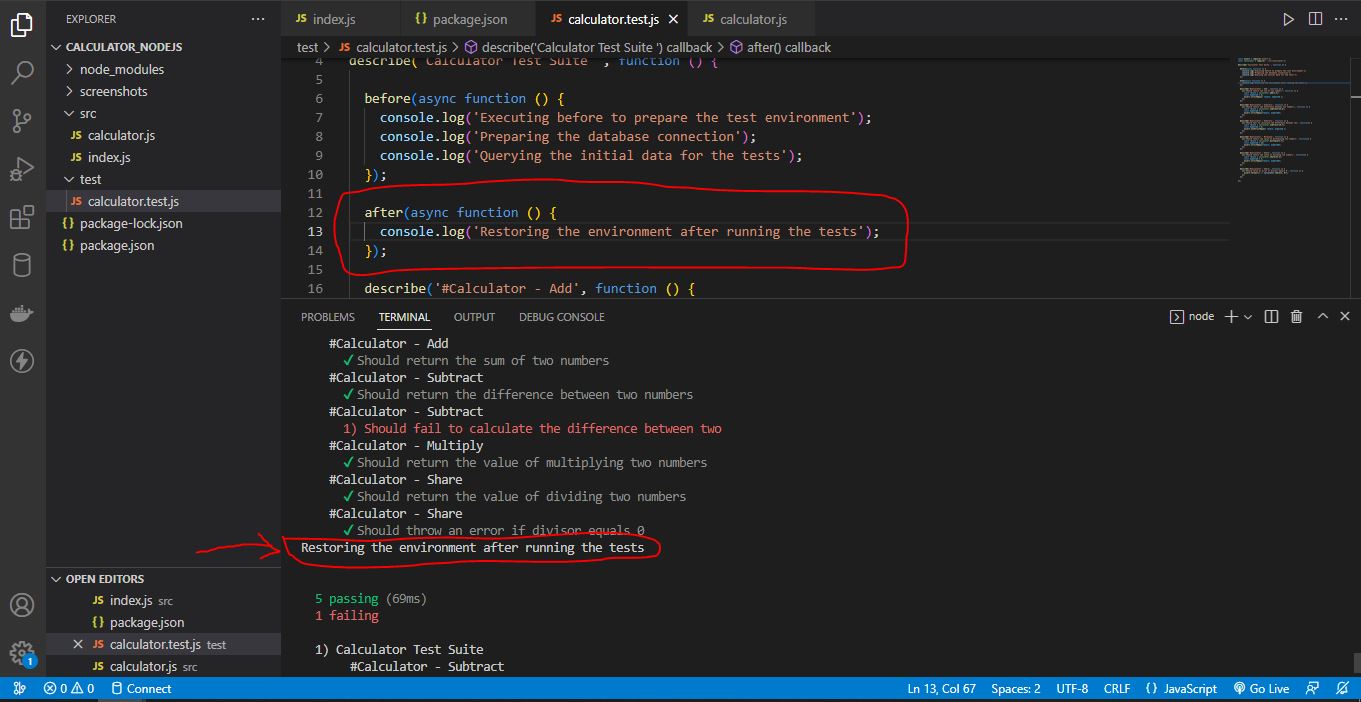 EXPLORER
···
CALCULATOR_NODEJS
node_modules
screenshots
src
JS calculator.js
JS index.js
test
JS calculator.test.js
{} package-lock.json
{} package.json
OPEN EDITORS
JS index.js src
{} package.json
× JS calculator.test.js test
JS calculator.js src
1
JS index.js
{} package.json
JS calculator.test.js ×
JS calculator.js
···
test > JS calculator.test.js > describe('Calculator Test Suite ') callback > after() callback
4 describe('Calculator Test Suite ', function () {
5
6 before(async function () {
7 console.log('Executing before to prepare the test environment');
8 console.log('Preparing the database connection');
9 console.log('Querying the initial data for the tests');
10 });
11
12 after(async function () {
13 console.log('Restoring the environment after running the tests');
14 });
15
16 describe('#Calculator - Add', function () {
PROBLEMS TERMINAL OUTPUT DEBUG CONSOLE
node
#Calculator - Add
✓ Should return the sum of two numbers
#Calculator - Subtract
✓ Should return the difference between two numbers
#Calculator - Subtract
1) Should fail to calculate the difference between two
#Calculator - Multiply
✓ Should return the value of multiplying two numbers
#Calculator - Share
✓ Should return the value of dividing two numbers
#Calculator - Share
✓ Should throw an error if divisor equals 0
Restoring the environment after running the tests
5 passing (69ms)
1 failing
1) Calculator Test Suite
#Calculator - Subtract
0 0 Connect
Ln 13, Col 67 Spaces: 2 UTF-8 CRLF {} JavaScript Go Live